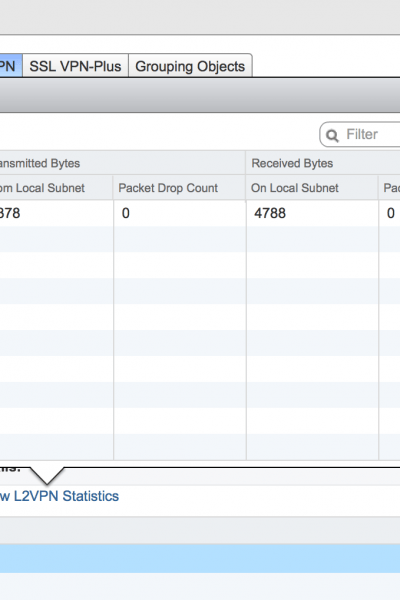 PN SSL VPN-Plus Grouping Objects
Filter
ansmitted Bytes Received Bytes
om Local Subnet Packet Drop Count On Local Subnet Pac
378 0 4788 0
w L2VPN Statistics